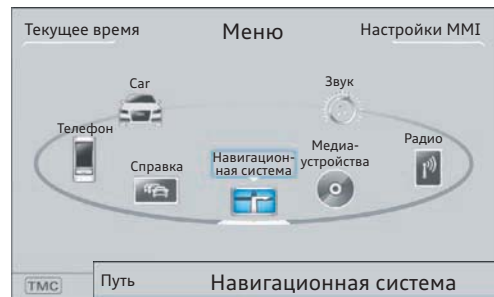 Текущее время
Меню
Настройки MMI
Car
Звук
Телефон
Справка
Навигацион-
ная система
Медиа-
устройства
Радио
TMC
Путь
Навигационная система